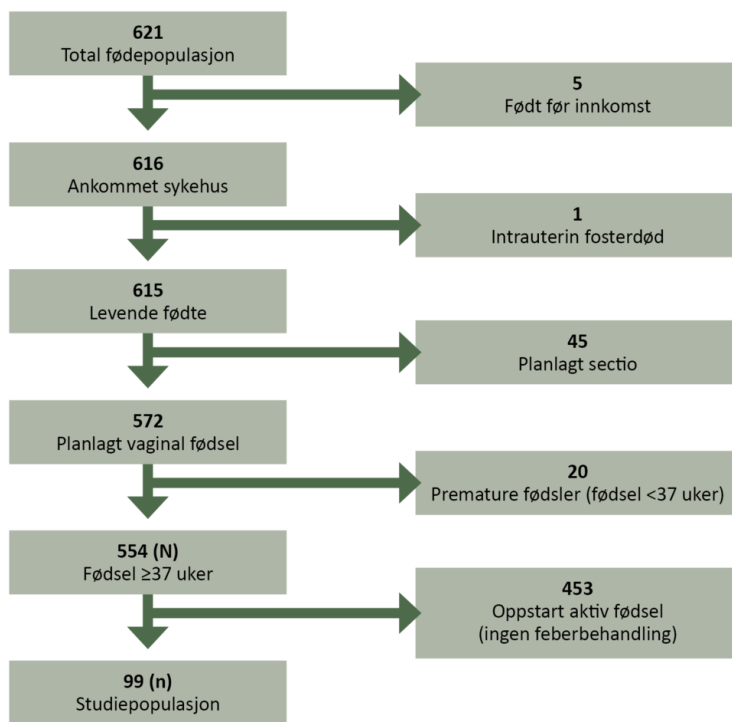 621
Total fødepopulasjon
5
Født før innkomst
616
Ankommet sykehus
1
Intrauterin fosterdød
615
Levende fødte
45
Planlagt sectio
572
Planlagt vaginal fødsel
20
Premature fødsler (fødsel <37 uker)
554 (N)
Fødsel ≥37 uker
453
Oppstart aktiv fødsel
(ingen feberbehandling)
99 (n)
Studiepopulasjon